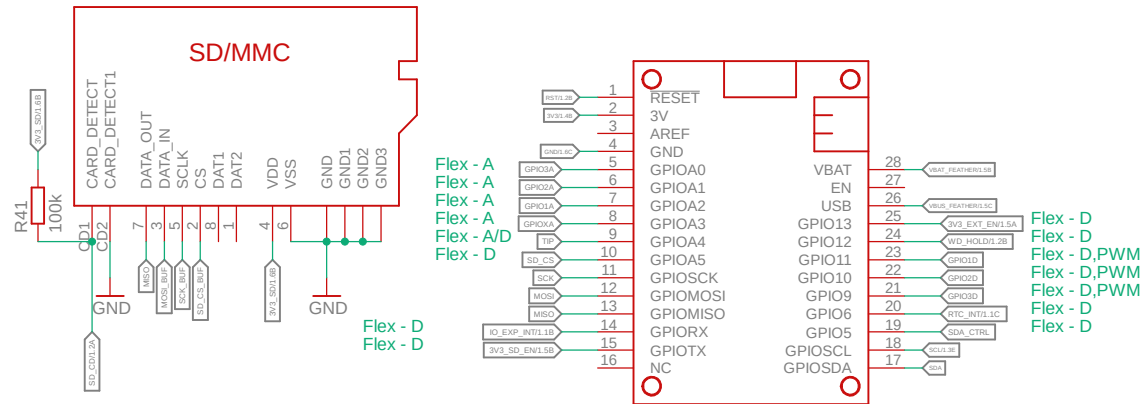 SD/MMC
CARD_DETECT
CARD_DETECT1
DATA_OUT
DATA_IN
SCLK
CS
DAT1
DAT2
VDD
VSS
GND
GND1
GND2
GND3
CD1
CD2
7
3
5
2
8
1
4
6
3V3_SD/1.6B
R41
100k
GND
MISO
MOSI_BUF
SCK_BUF
SD_CS_BUF
3V3_SD/1.6B
GND
SD_CD/1.2A
Flex - D
Flex - D
Flex - A
Flex - A
Flex - A
Flex - A
Flex - A/D
Flex - D
RST/1.2B 1 RESET
3V3/1.4B 2 3V
3 AREF
GND/1.6C 4 GND
GPIO3A 5 GPIOA0
GPIO2A 6 GPIOA1
GPIO1A 7 GPIOA2
GPIOXA 8 GPIOA3
TIP 9 GPIOA4
SD_CS 10 GPIOA5
SCK 11 GPIOSCK
MOSI 12 GPIOMOSI
MISO 13 GPIOMISO
IO_EXP_INT/1.1B 14 GPIORX
3V3_SD_EN/1.5B 15 GPIOTX
16 NC
VBAT 28 VBAT_FEATHER/1.5B
EN 27
USB 26 VBUS_FEATHER/1.5C
GPIO13 25 3V3_EXT_EN/1.5A Flex - D
GPIO12 24 WD_HOLD/1.2B Flex - D
GPIO11 23 GPIO1D Flex - D,PWM
GPIO10 22 GPIO2D Flex - D,PWM
GPIO9 21 GPIO3D Flex - D,PWM
GPIO6 20 RTC_INT/1.1C Flex - D
GPIO5 19 SDA_CTRL Flex - D
GPIOSCL 18 SCL/1.3E
GPIOSDA 17 SDA